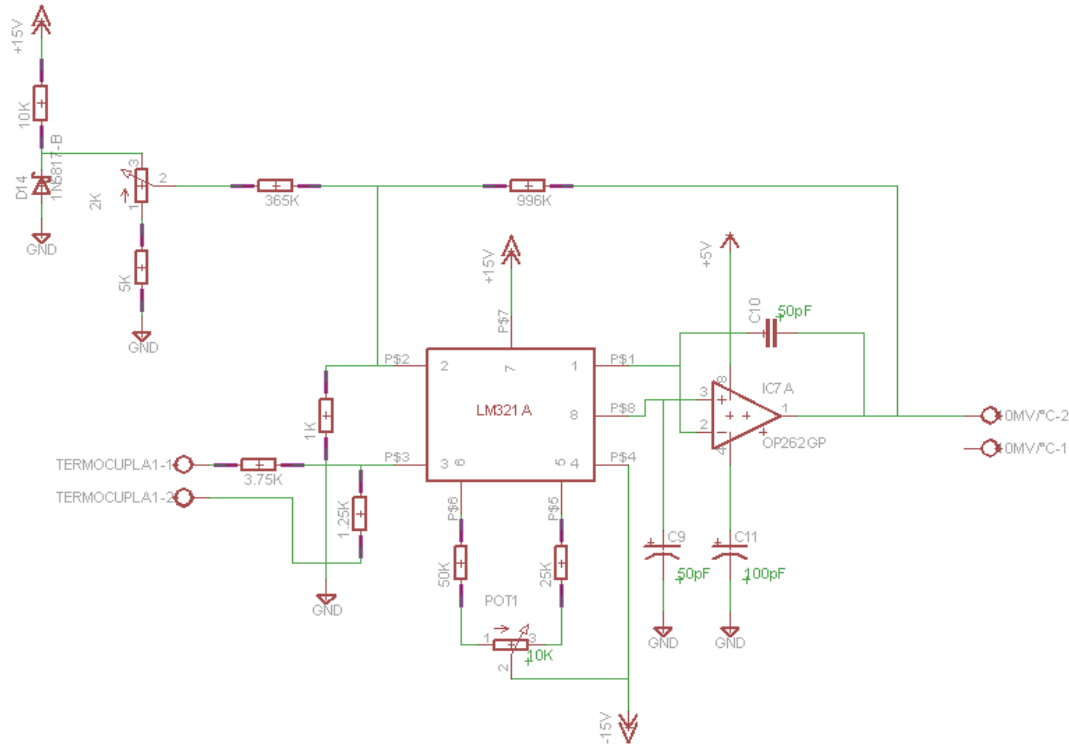 +15V
10K
D14
1N5817-B
GND
3
2
1
2K
5K
GND
365K
996K
+15V
P$7
P$2
2
7
1
P$1
LM321A
8
P$8
P$3
3
6
5
4
P$4
P$6
P$5
1K
TERMOCUPLA1-1
3.75K
TERMOCUPLA1-2
1.25K
GND
50K
25K
POT1
1
3
2
10K
-15V
+5V
C10
50pF
8
IC7A
3
2
1
4
OP262GP
0MV/°C-2
0MV/°C-1
C9
50pF
GND
C11
100pF
GND